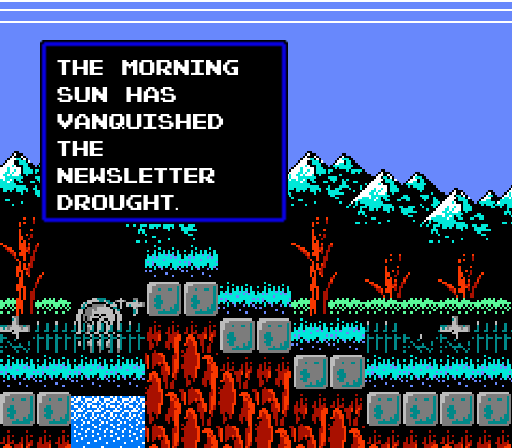 THE MORNING
SUN HAS
VANQUISHED
THE
NEWSLETTER
DROUGHT.